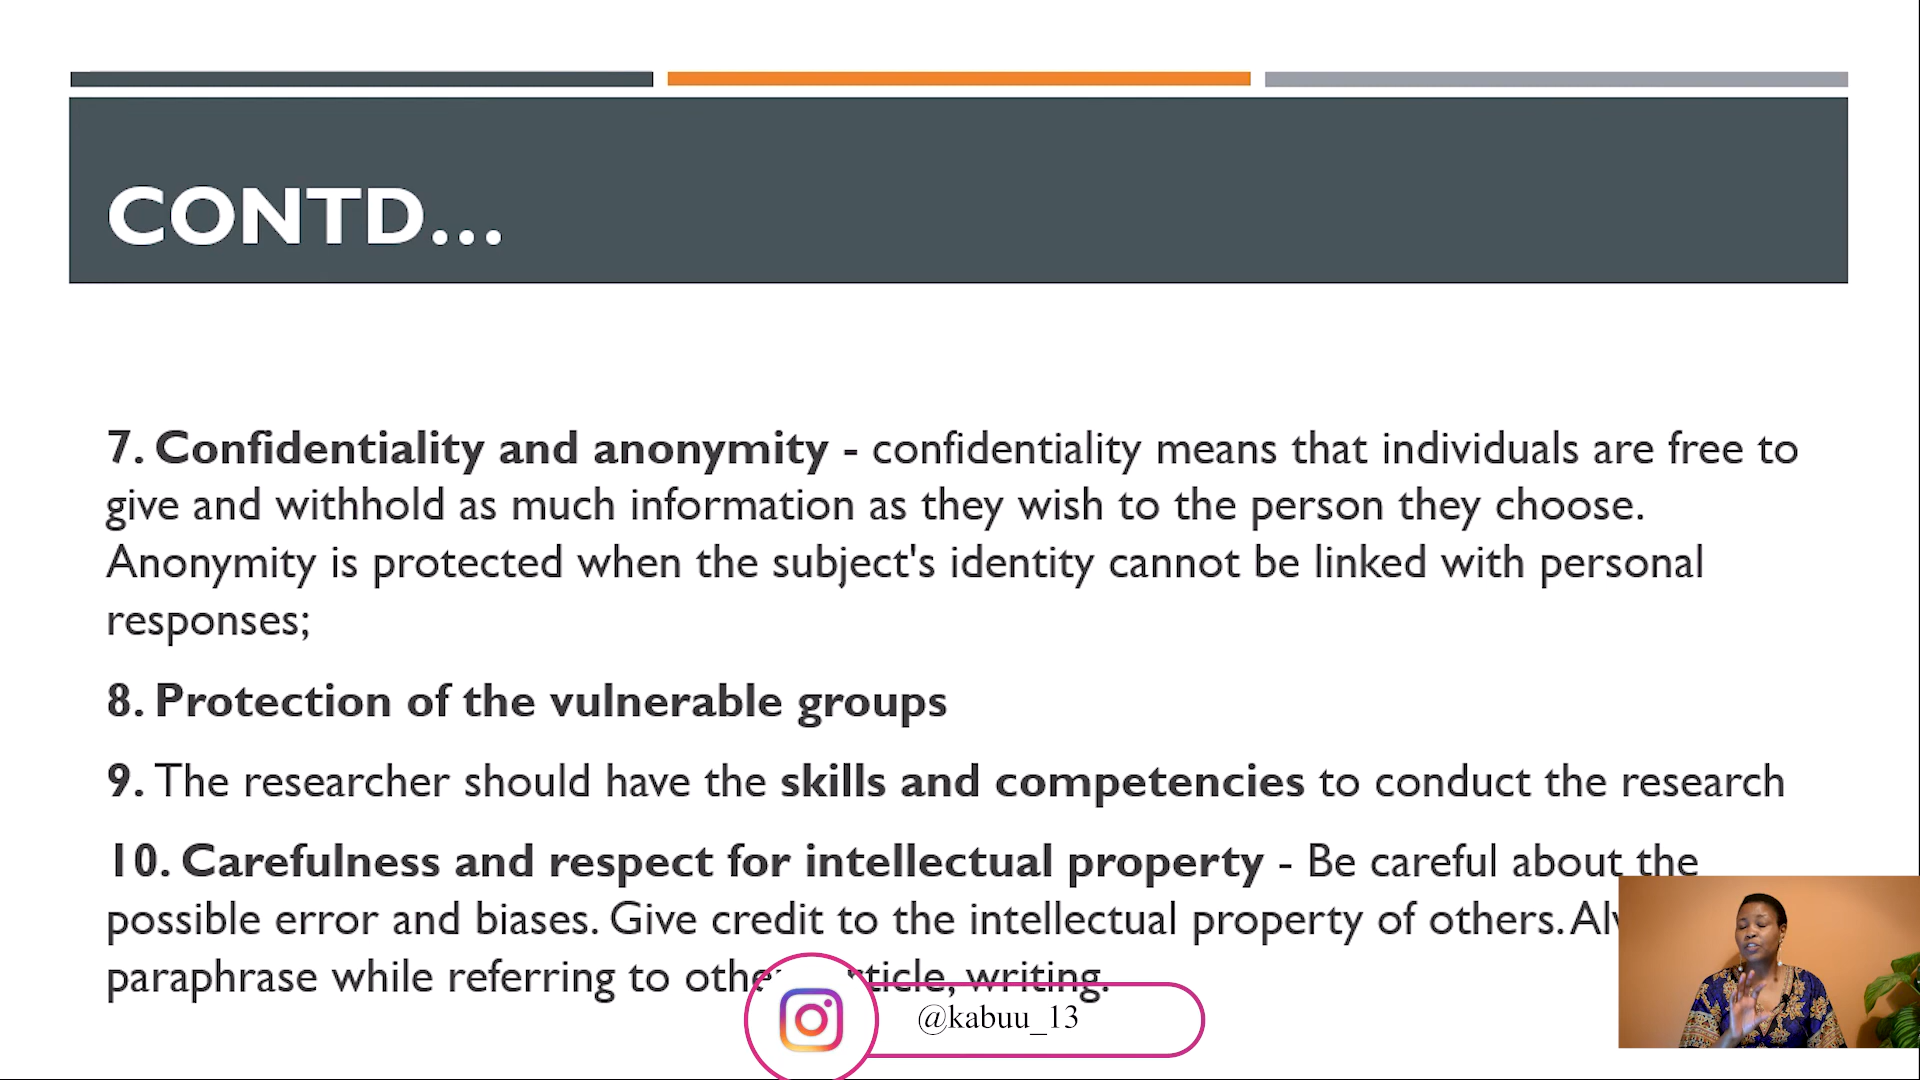 CONTD...
7. Confidentiality and anonymity - confidentiality means that individuals are free to
give and withhold as much information as they wish to the person they choose.
Anonymity is protected when the subject's identity cannot be linked with personal
responses;
8. Protection of the vulnerable groups
9. The researcher should have the skills and competencies to conduct the research
10. Carefulness and respect for intellectual property - Be careful about the
possible error and biases. Give credit to the intellectual property of others.
paraphrase while referring to writing.
@kabuu_13